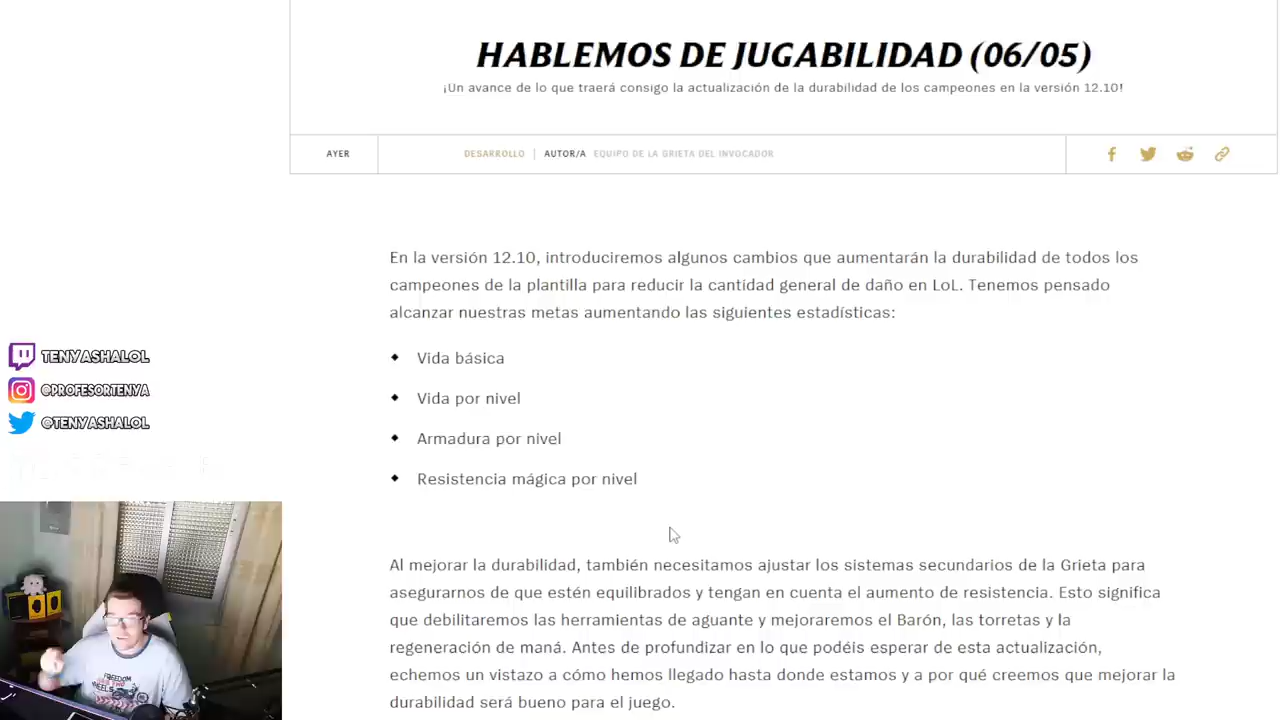 HABLEMOS DE JUGABILIDAD (06/05)
¡Un avance de lo que traerá consigo la actualización de la durabilidad de los campeones en la versión 12.10!
AYER
DESARROLLO | AUTOR/A EQUIPO DE LA GRIETA DEL INVOCADOR
En la versión 12.10, introduciremos algunos cambios que aumentarán la durabilidad de todos los
campeones de la plantilla para reducir la cantidad general de daño en LoL. Tenemos pensado
alcanzar nuestras metas aumentando las siguientes estadísticas:
Vida básica
Vida por nivel
Armadura por nivel
Resistencia mágica por nivel
Al mejorar la durabilidad, también necesitamos ajustar los sistemas secundarios de la Grieta para
asegurarnos de que estén equilibrados y tengan en cuenta el aumento de resistencia. Esto significa
que debilitaremos las herramientas de aguante y mejoraremos el Barón, las torretas y la
regeneración de maná. Antes de profundizar en lo que podéis esperar de esta actualización,
echemos un vistazo a cómo hemos llegado hasta donde estamos y a por qué creemos que mejorar la
durabilidad será bueno para el juego.
TENYASHALOL
@PROFESORTENYA
@TENYASHALOL
FREEDOM